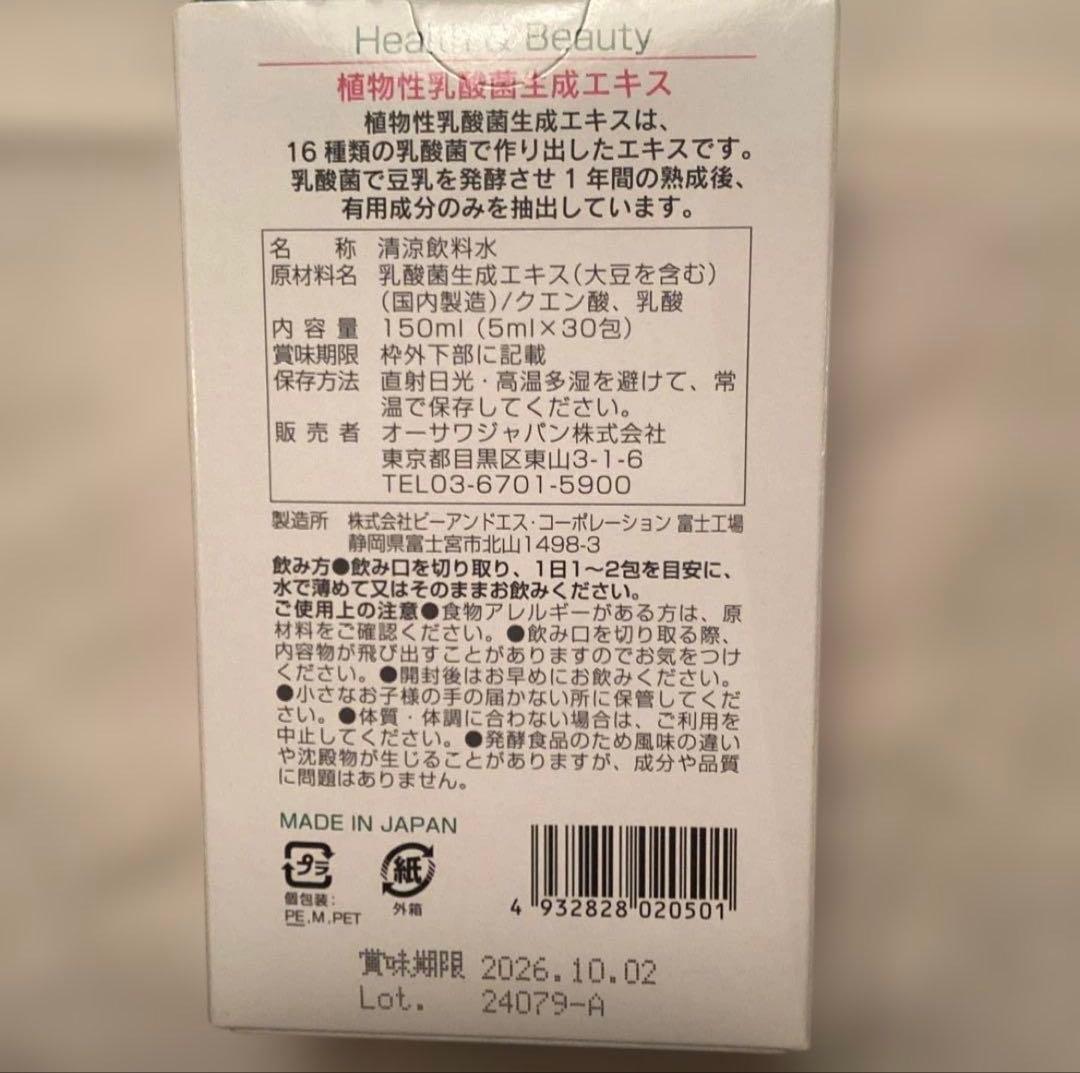 Health & Beauty
植物性乳酸菌生成エキス
植物性乳酸菌生成エキスは、
16種類の乳酸菌で作り出したエキスです。
乳酸菌で豆乳を発酵させ1年間の熟成後、
有用成分のみを抽出しています。
名　称 清涼飲料水
原材料名 乳酸菌生成エキス(大豆を含む)
(国内製造)/クエン酸、乳酸
内容量 150ml (5ml×30包)
賞味期限 枠外下部に記載
保存方法 直射日光・高温多湿を避けて、常
温で保存してください。
販売者 オーサワジャパン株式会社
東京都目黒区東山3-1-6
TEL03-6701-5900
製造所 株式会社ビーアンドエス・コーポレーション 富士工場
静岡県富士宮市北山1498-3
飲み方●飲み口を切り取り、1日1〜2包を目安に、
水で薄めて又はそのままお飲みください。
ご使用上の注意●食物アレルギーがある方は、原
材料をご確認ください。●飲み口を切り取る際、
内容物が飛び出すことがありますのでお気をつけ
ください。●開封後はお早めにお飲みください。
●小さなお子様の手の届かない所に保管してくだ
さい。●体質・体調に合わない場合は、ご利用を
中止してください。●発酵食品のため風味の違い
や沈殿物が生じることがありますが、成分や品質
に問題はありません。
MADE IN JAPAN
プラ
個包装:
PE,M,PET
紙
外箱
4 932828 020501
賞味期限 2026.10.02
Lot. 24079-A